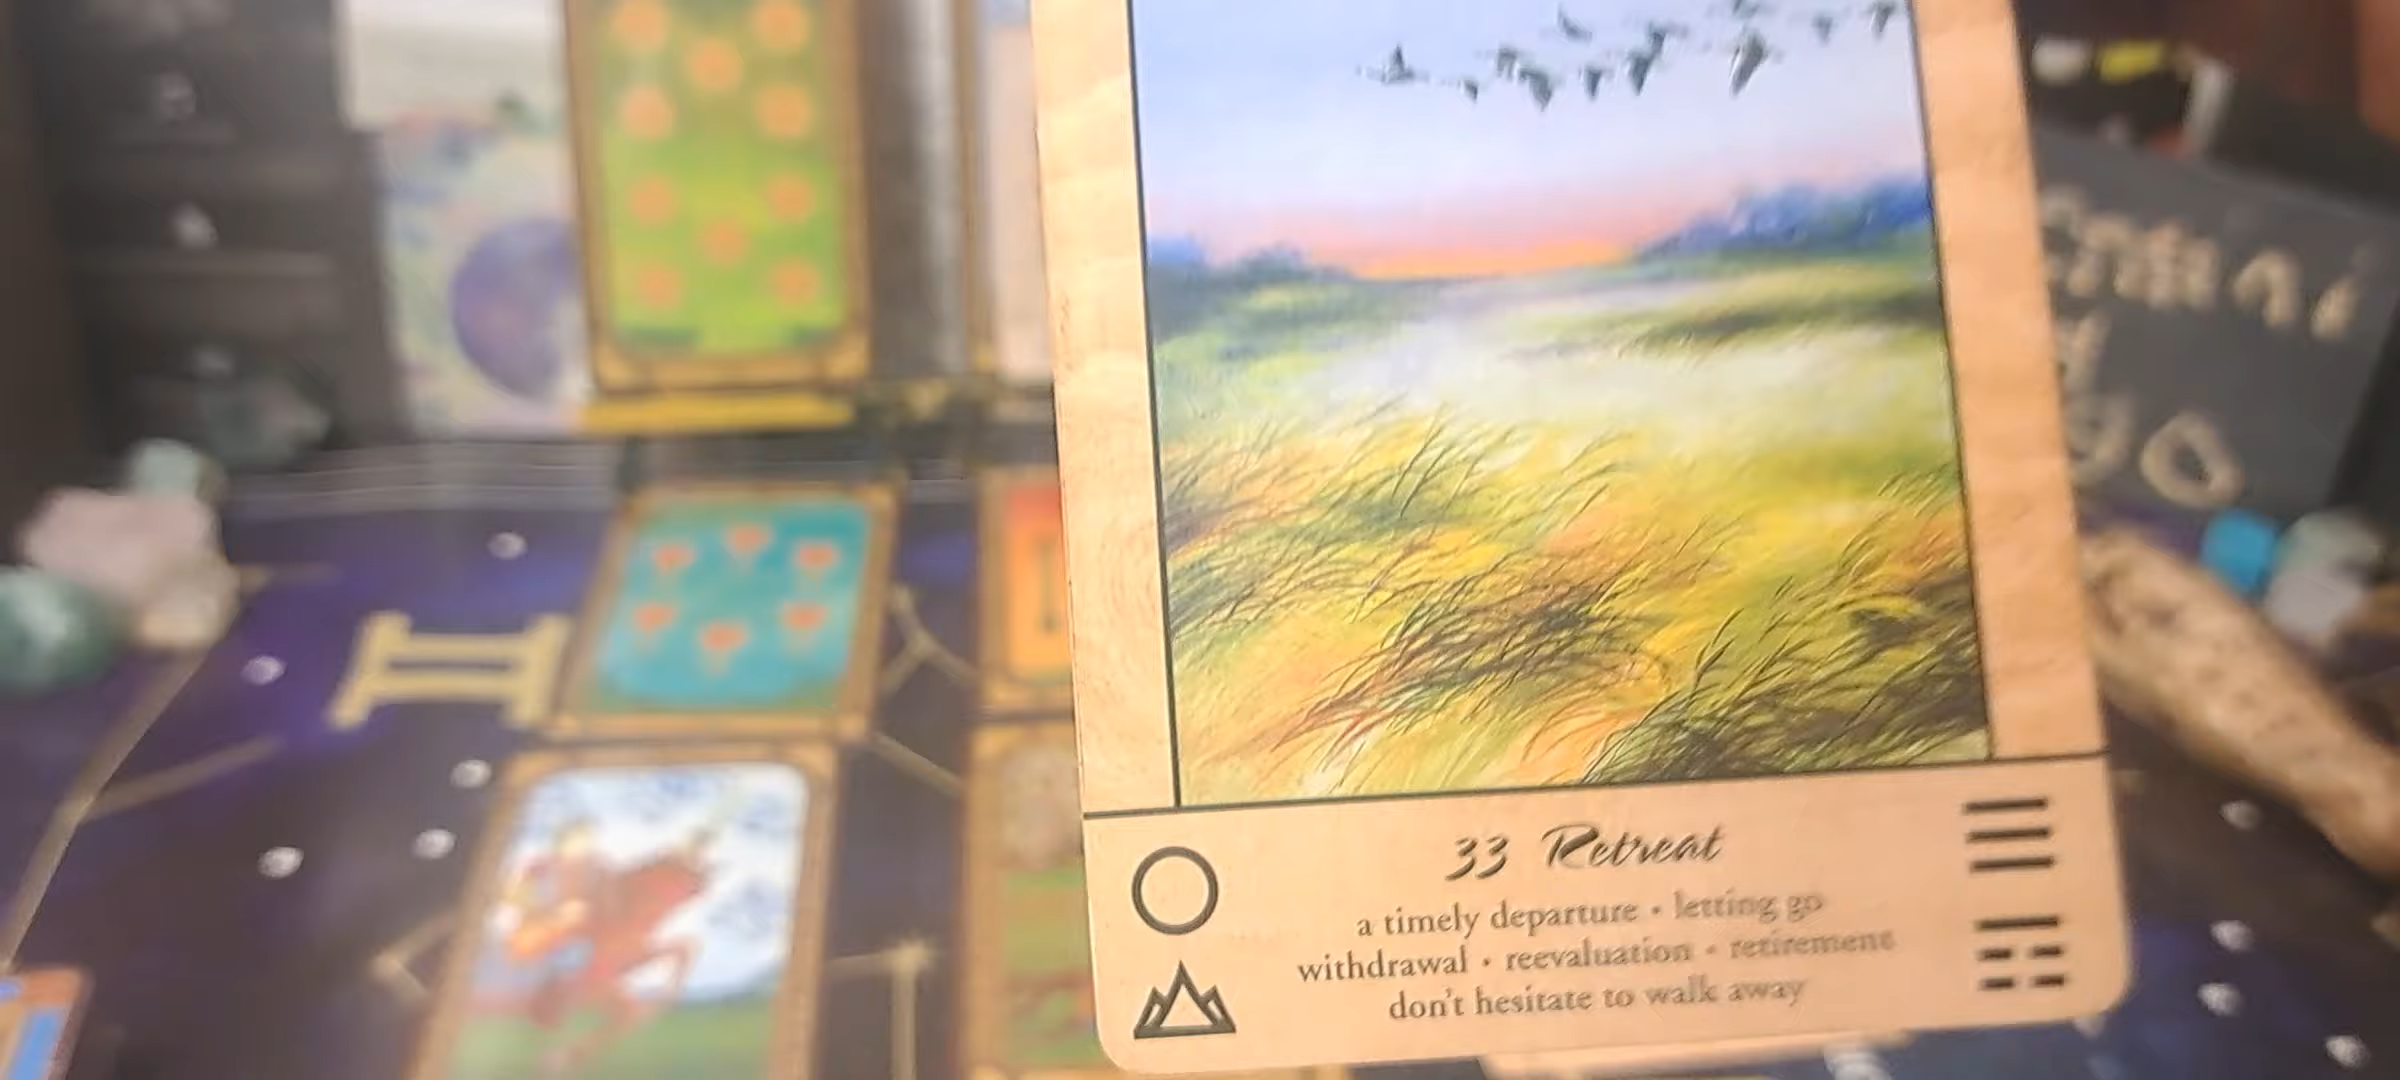 33 Retreat
a timely departure • letting go
withdrawal • reevaluation • retirement
don't hesitate to walk away